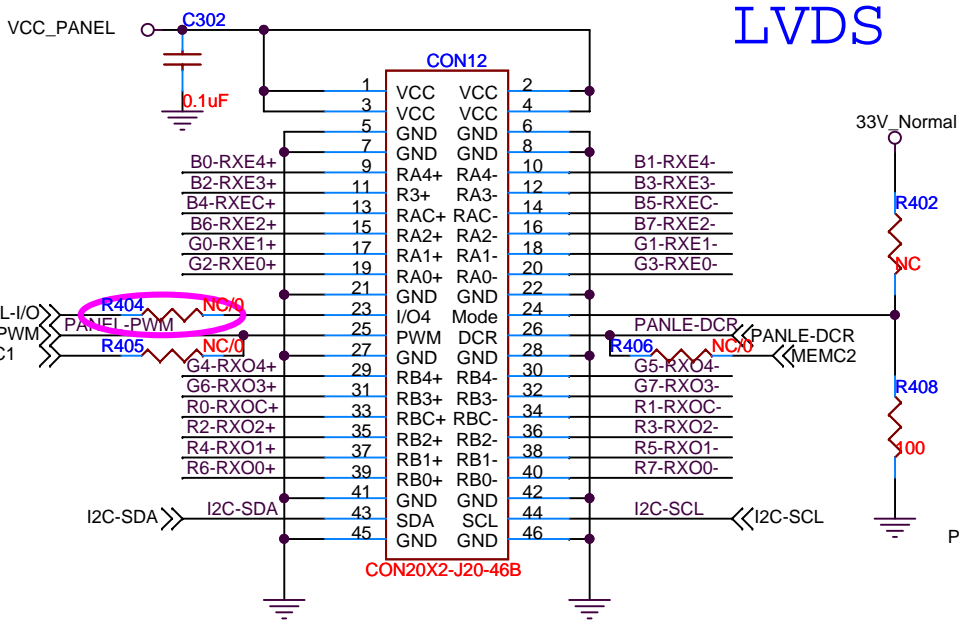 LVDS
VCC_PANEL
C302
0.1uF
CON12
1 VCC VCC 2
3 VCC VCC 4
5 GND GND 6
7 GND GND 8
B0-RXE4+ 9 RA4+ RA4- 10 B1-RXE4-
B2-RXE3+ 11 R3+ RA3- 12 B3-RXE3-
B4-RXEC+ 13 RAC+ RAC- 14 B5-RXEC-
B6-RXE2+ 15 RA2+ RA2- 16 B7-RXE2-
G0-RXE1+ 17 RA1+ RA1- 18 G1-RXE1-
G2-RXE0+ 19 RA0+ RA0- 20 G3-RXE0-
21 GND GND 22
L-I/O R404 NC/0 23 I/O4 Mode 24
PWM PANEL-PWM 25 PWM DCR 26 PANLE-DCR PANLE-DCR
C1 R405 NC/0 27 GND GND 28 R406 NC/0 MEMC2
G4-RXO4+ 29 RB4+ RB4- 30 G5-RXO4-
G6-RXO3+ 31 RB3+ RB3- 32 G7-RXO3-
R0-RXOC+ 33 RBC+ RBC- 34 R1-RXOC-
R2-RXO2+ 35 RB2+ RB2- 36 R3-RXO2-
R4-RXO1+ 37 RB1+ RB1- 38 R5-RXO1-
R6-RXO0+ 39 RB0+ RB0- 40 R7-RXO0-
41 GND GND 42
I2C-SDA I2C-SDA 43 SDA SCL 44 I2C-SCL I2C-SCL
45 GND GND 46
CON20X2-J20-46B
33V_Normal
R402
NC
R408
100
P